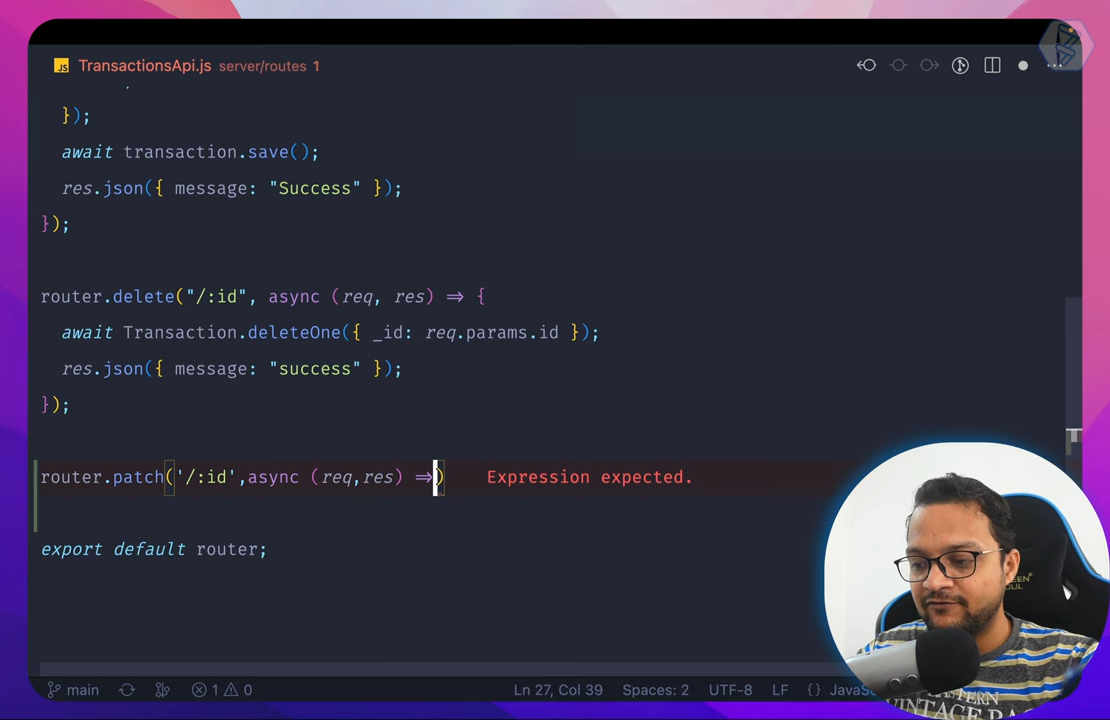 JS TransactionsApi.js server/routes 1
});
await transaction.save();
res.json({ message: "Success" });
});
router.delete("/:id", async (req, res) => {
await Transaction.deleteOne({ _id: req.params.id });
res.json({ message: "success" });
});
router.patch('/:id',async (req,res) =>) Expression expected.
export default router;
main 1 0 Ln 27, Col 39 Spaces: 2 UTF-8 LF {}